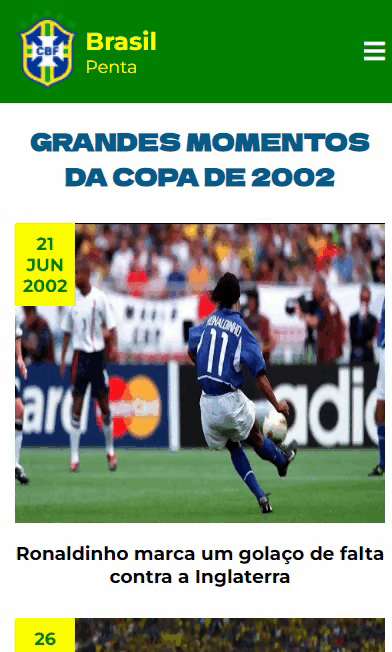 CBF
Brasil
Penta
GRANDES MOMENTOS
DA COPA DE 2002
21
JUN
2002
RONALDINHO
11
adic
Ronaldinho marca um golaço de falta
contra a Inglaterra
26